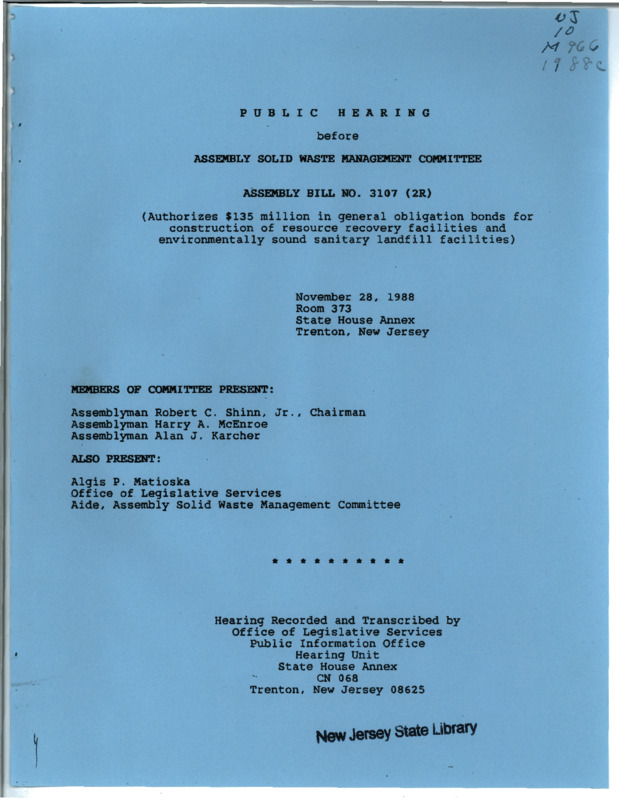 NJ
10
M 966
1988c
PUBLIC HEARING
before
ASSEMBLY SOLID WASTE MANAGEMENT COMMITTEE
ASSEMBLY BILL NO. 3107 (2R)
(Authorizes $135 million in general obligation bonds for
construction of resource recovery facilities and
environmentally sound sanitary landfill facilities)
November 28, 1988
Room 373
State House Annex
Trenton, New Jersey
MEMBERS OF COMMITTEE PRESENT:
Assemblyman Robert C. Shinn, Jr., Chairman
Assemblyman Harry A. McEnroe
Assemblyman Alan J. Karcher
ALSO PRESENT:
Algis P. Matioska
Office of Legislative Services
Aide, Assembly Solid Waste Management Committee
* * * * * * * * * *
Hearing Recorded and Transcribed by
Office of Legislative Services
Public Information Office
Hearing Unit
State House Annex
CN 068
Trenton, New Jersey 08625
New Jersey State Library